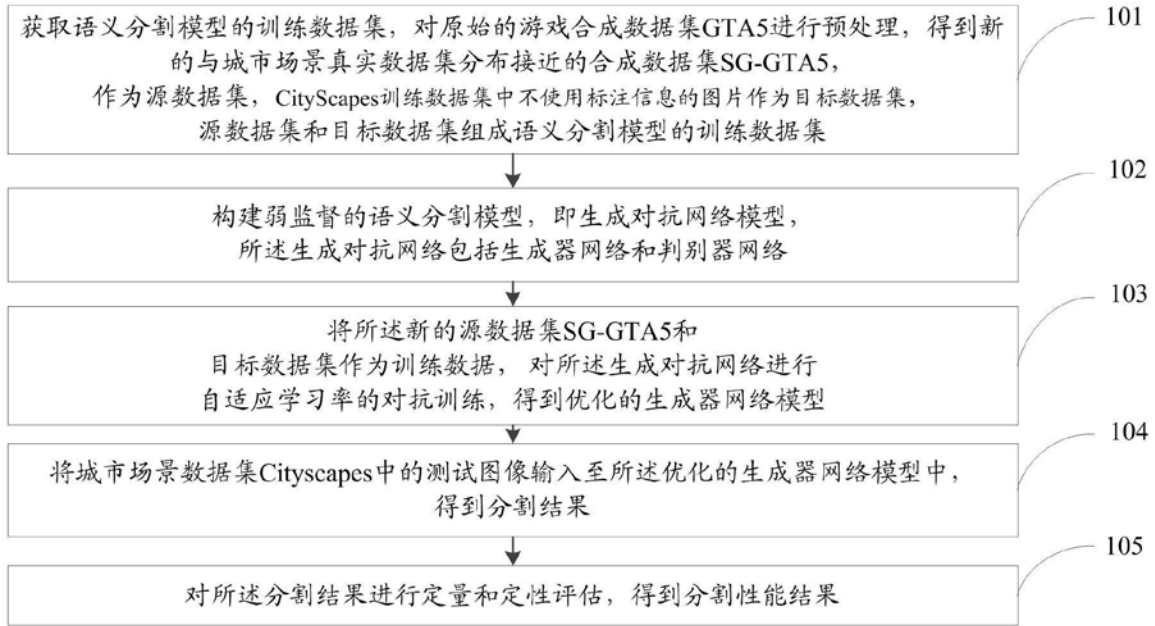 获取语义分割模型的训练数据集，对原始的游戏合成数据集GTA5进行预处理，得到新
的与城市场景真实数据集分布接近的合成数据集SG-GTA5，
作为源数据集，CityScapes训练数据集中不使用标注信息的图片作为目标数据集，
源数据集和目标数据集组成语义分割模型的训练数据集
101
构建弱监督的语义分割模型，即生成对抗网络模型，
所述生成对抗网络包括生成器网络和判别器网络
102
将所述新的源数据集SG-GTA5和
目标数据集作为训练数据， 对所述生成对抗网络进行
自适应学习率的对抗训练，得到优化的生成器网络模型
103
将城市场景数据集Cityscapes中的测试图像输入至所述优化的生成器网络模型中，
得到分割结果
104
对所述分割结果进行定量和定性评估，得到分割性能结果
105